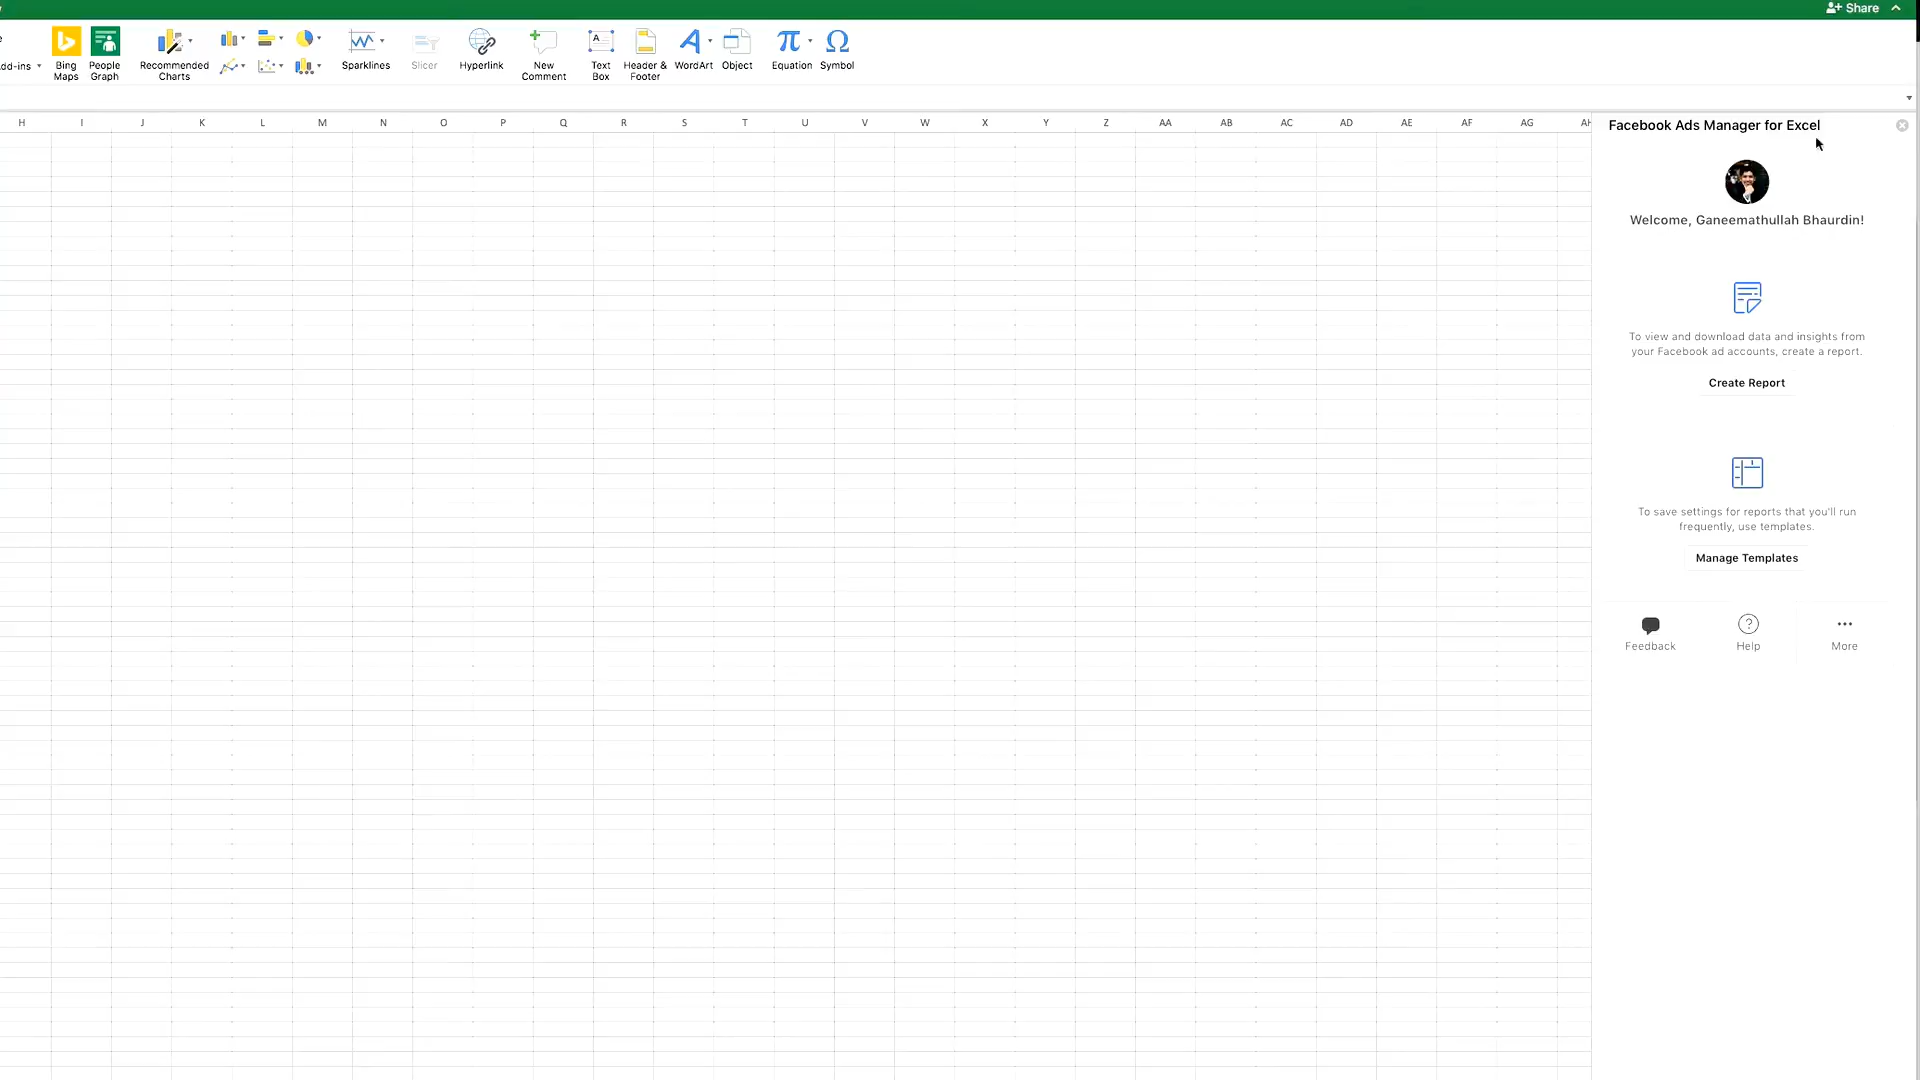 Share
dd-ins
Bing
Maps
People
Graph
Recommended
Charts
Sparklines
Slicer
Hyperlink
New
Comment
Text
Box
Header &
Footer
WordArt
Object
Equation
Symbol
H I J K L M N O P Q R S T U V W X Y Z AA AB AC AD AE AF AG AH
Facebook Ads Manager for Excel
Welcome, Ganeemathullah Bhaurdin!
To view and download data and insights from
your Facebook ad accounts, create a report.
Create Report
To save settings for reports that you'll run
frequently, use templates.
Manage Templates
Feedback
Help
More